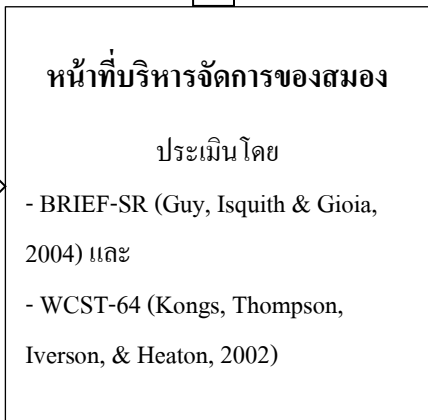 หน้าที่บริหารจัดการของสมอง
ประเมินโดย
- BRIEF-SR (Guy, Isquith & Gioia,
2004) และ
- WCST-64 (Kongs, Thompson,
Iverson, & Heaton, 2002)